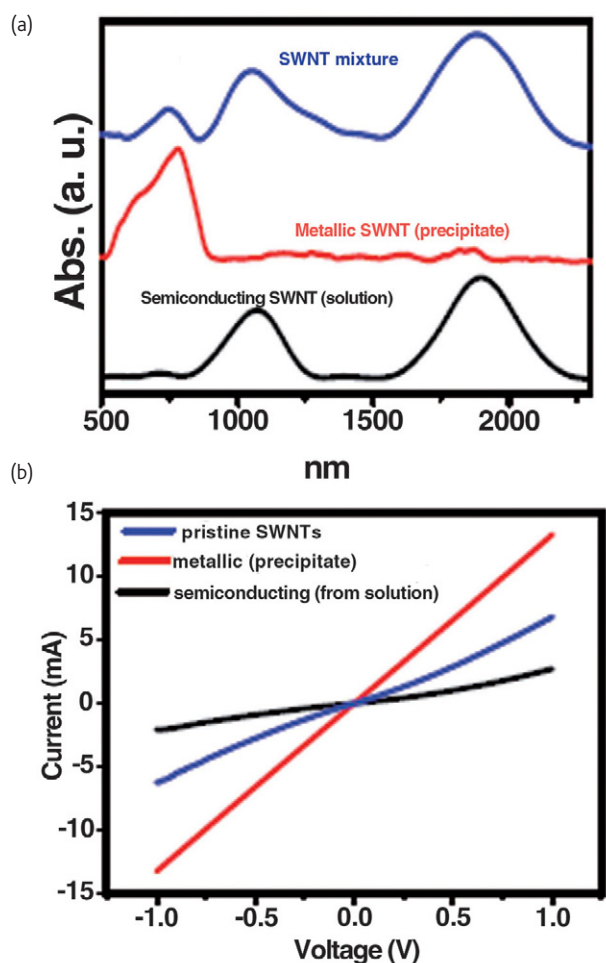 (a)
SWNT mixture
Abs. (a. u.)
Metallic SWNT (precipitate)
Semiconducting SWNT (solution)
500 1000 1500 2000
nm
(b)
15
10
5
0
-5
-10
-15
Current (mA)
pristine SWNTs
metallic (precipitate)
semiconducting (from solution)
-1.0 -0.5 0.0 0.5 1.0
Voltage (V)